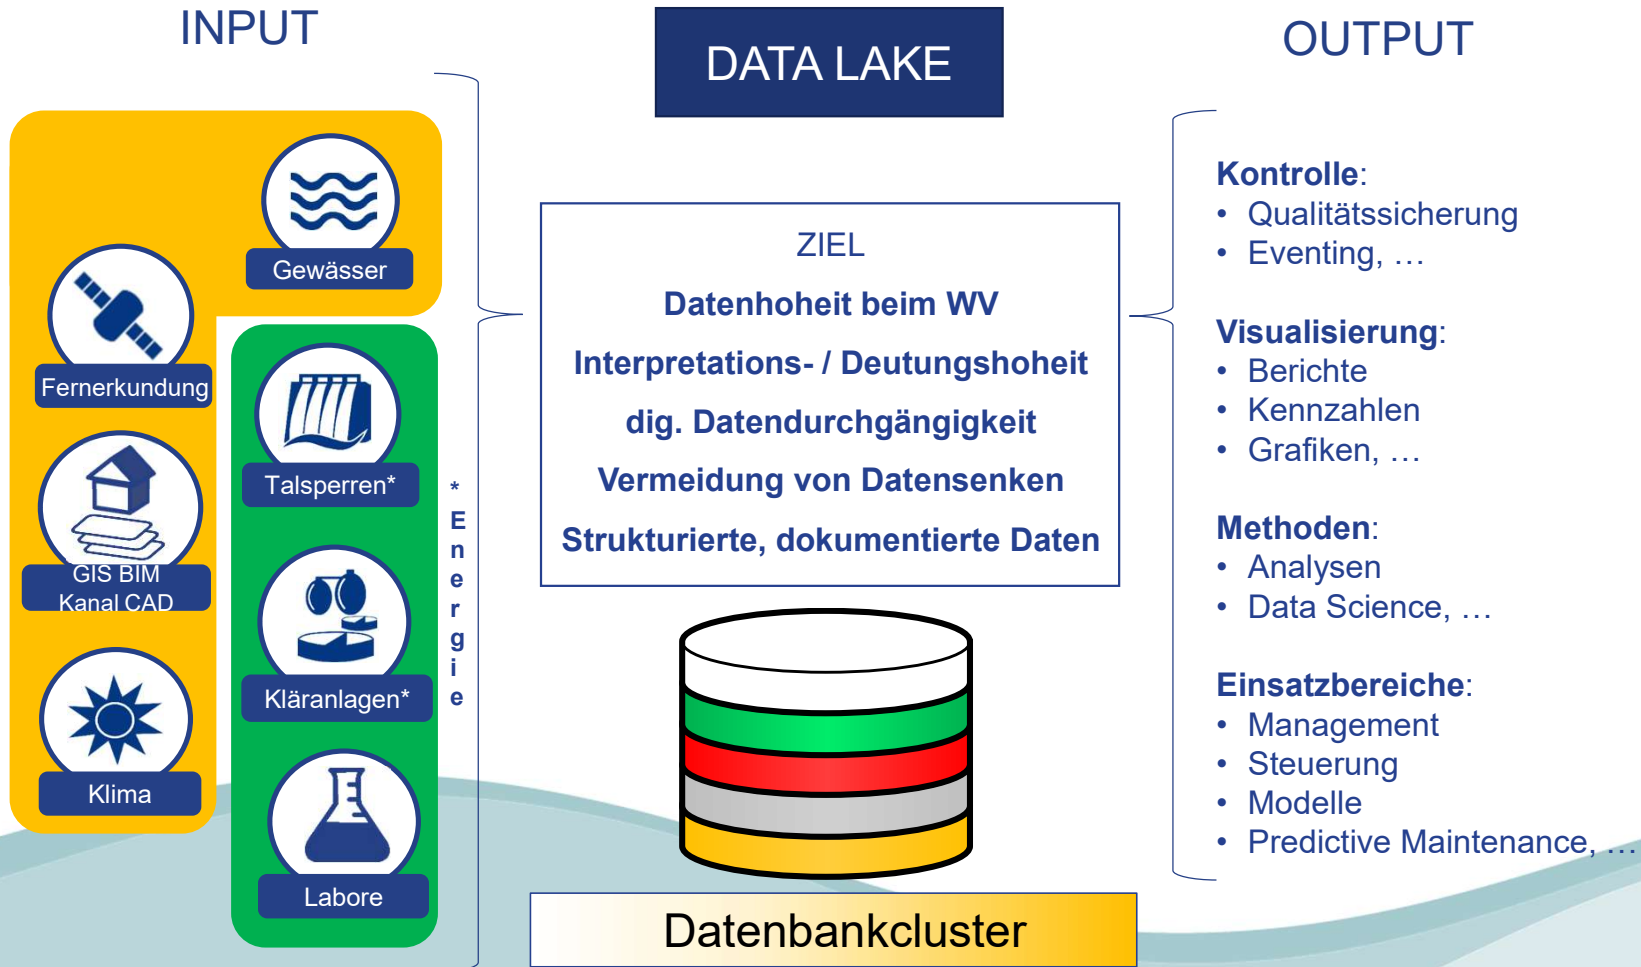 INPUT
Gewässer
Fernerkundung
Talsperren*
GIS BIM
Kanal CAD
Kläranlagen*
Klima
Labore
* Energie
DATA LAKE
ZIEL
Datenhoheit beim WV
Interpretations- / Deutungshoheit
dig. Datendurchgängigkeit
Vermeidung von Datensenken
Strukturierte, dokumentierte Daten
Datenbankcluster
OUTPUT
Kontrolle:
• Qualitätssicherung
• Eventing, …
Visualisierung:
• Berichte
• Kennzahlen
• Grafiken, …
Methoden:
• Analysen
• Data Science, …
Einsatzbereiche:
• Management
• Steuerung
• Modelle
• Predictive Maintenance, …